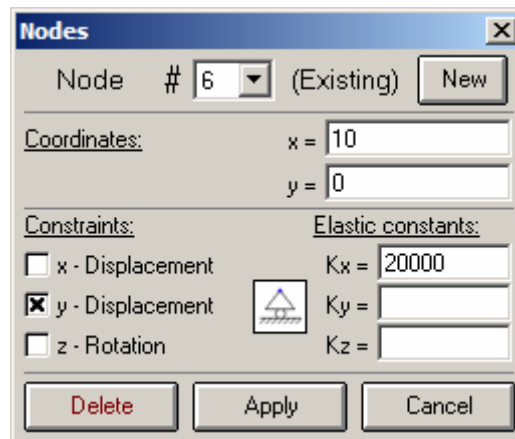 Nodes
Node # 6 (Existing) New
Coordinates: x = 10
y = 0
Constraints: Elastic constants:
x - Displacement Kx = 20000
y - Displacement Ky =
z - Rotation Kz =
Delete Apply Cancel